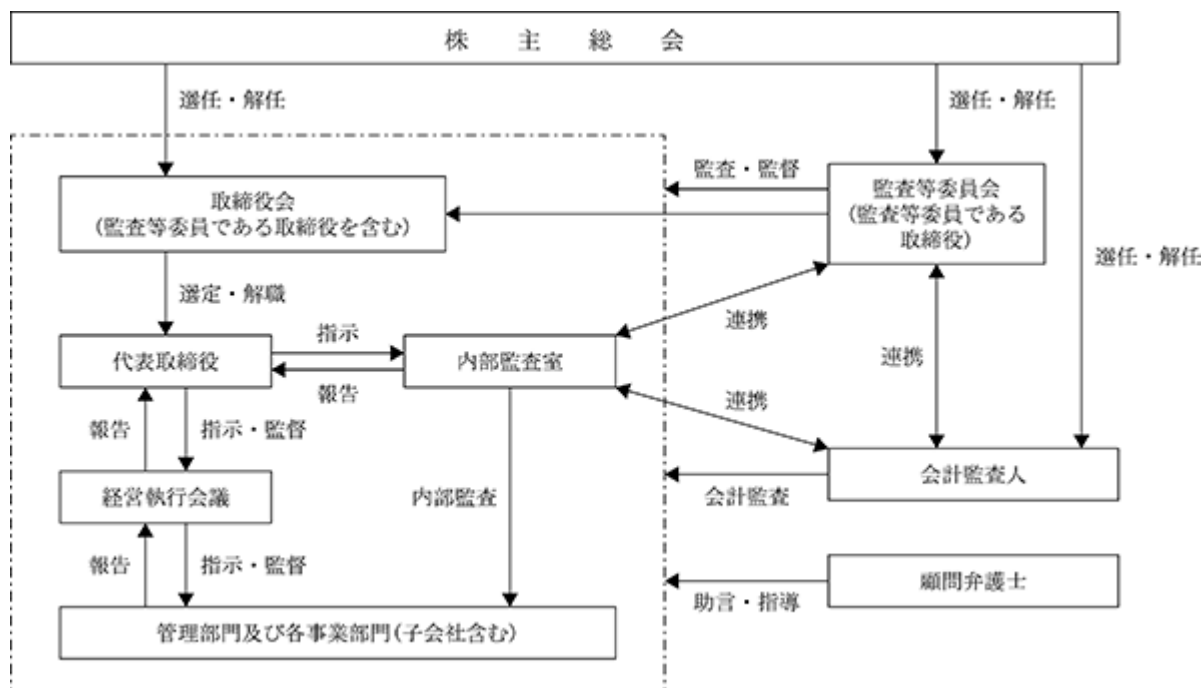 株主総会
選任・解任
選任・解任
監査・監督
監査等委員会
(監査等委員である
取締役)
取締役会
(監査等委員である取締役を含む)
選任・解任
選定・解職
連携
指示
代表取締役
内部監査室
連携
報告
連携
報告
指示・監督
会計監査人
経営執行会議
内部監査
会計監査
報告
指示・監督
顧問弁護士
助言・指導
管理部門及び各事業部門(子会社含む)